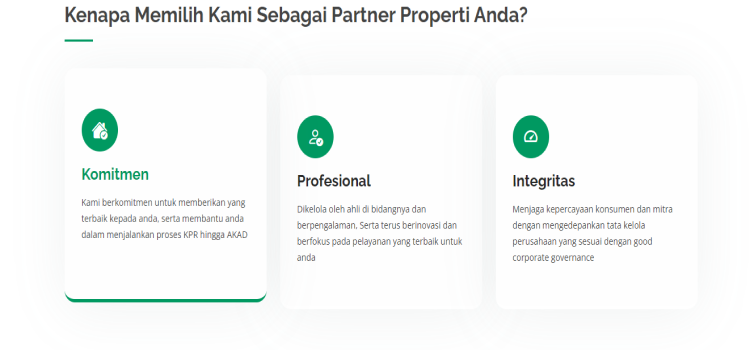 Kenapa Memilih Kami Sebagai Partner Properti Anda?
Komitmen
Kami berkomitmen untuk memberikan yang
terbaik kepada anda, serta membantu anda
dalam menjalankan proses KPR hingga AKAD
Profesional
Dikelola oleh ahli di bidangnya dan
berpengalaman. Serta terus berinovasi dan
berfokus pada pelayanan yang terbaik untuk
anda
Integritas
Menjaga kepercayaan konsumen dan mitra
dengan mengedepankan tata kelola
perusahaan yang sesuai dengan good
corporate governance